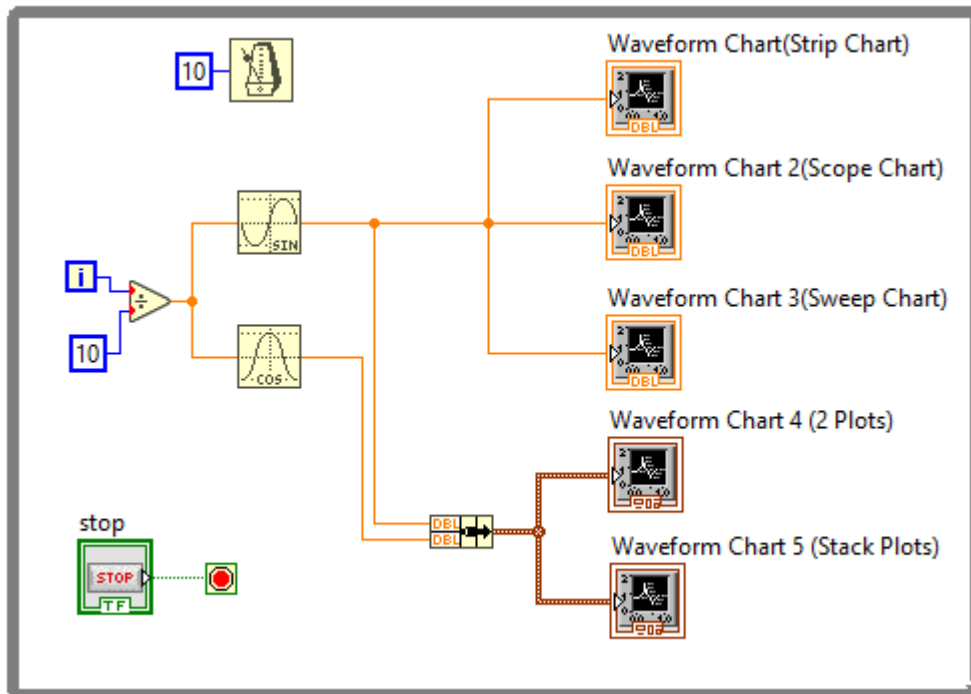 Waveform Chart(Strip Chart)
10
DBL
Waveform Chart 2(Scope Chart)
SIN
DBL
i
÷
10
Waveform Chart 3(Sweep Chart)
COS
DBL
Waveform Chart 4 (2 Plots)
stop
DBL
DBL
Waveform Chart 5 (Stack Plots)
STOP
TF